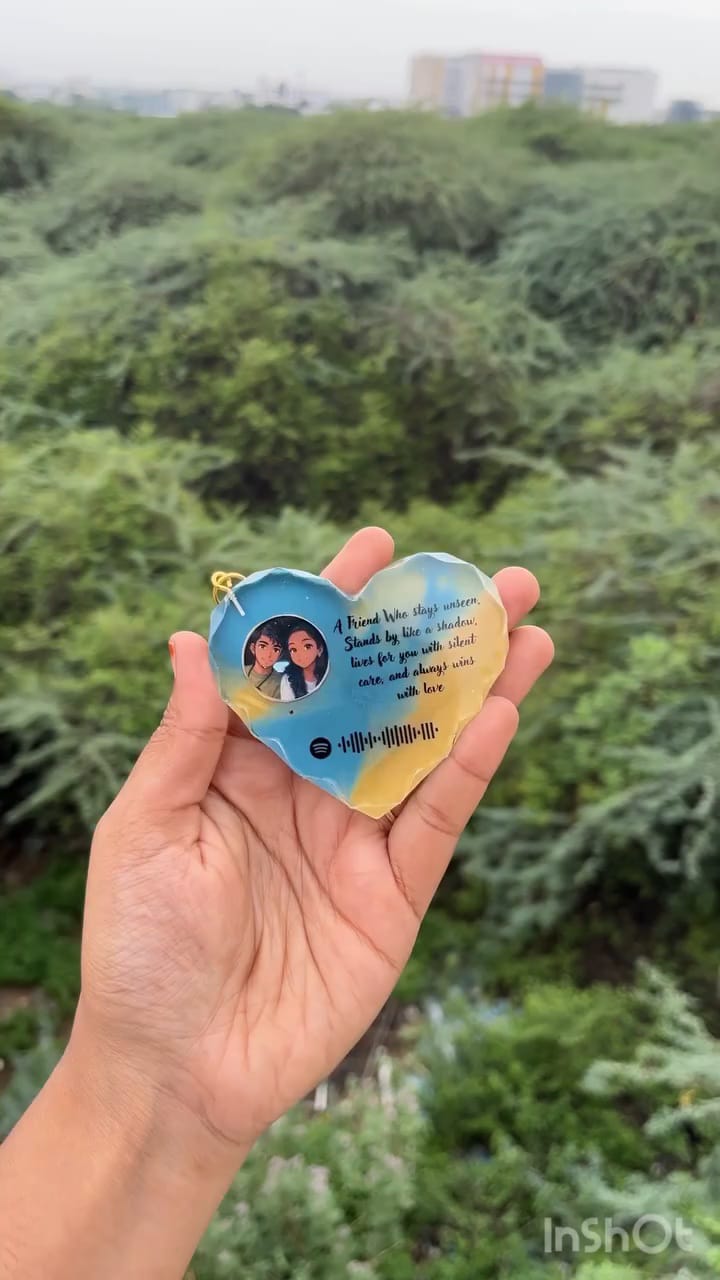 A Friend Who stays unseen,
Stands by like a shadow,
lives for you with silent
care, and always wins
with love
InShOt